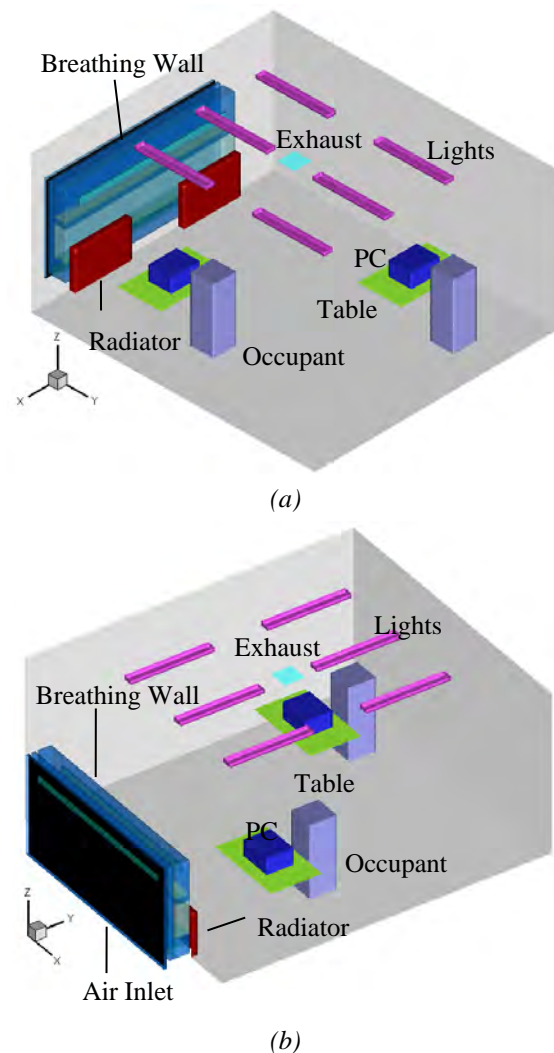 Breathing Wall
Exhaust
Lights
PC
Table
Radiator
Occupant
Z
X
Y
(a)
Lights
Exhaust
Breathing Wall
Table
PC
Occupant
Z
Y
X
Radiator
Air Inlet
(b)